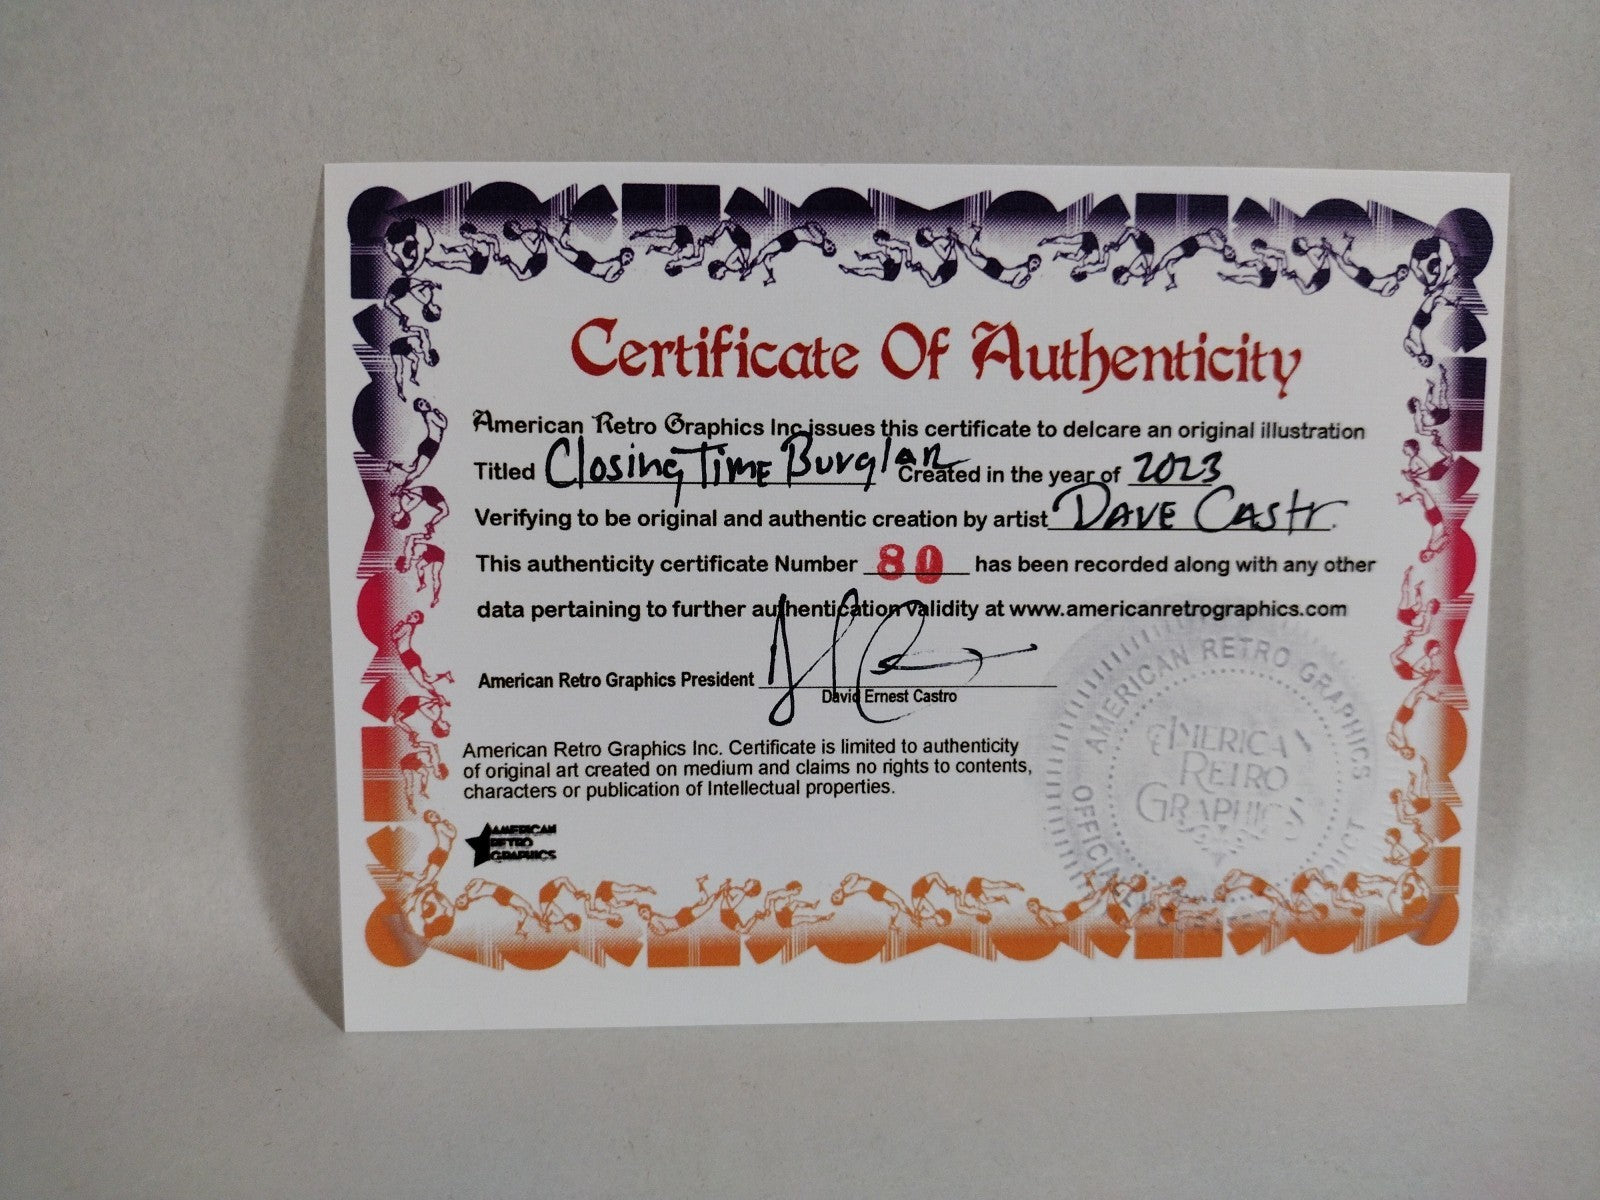 Certificate Of Authenticity
American Retro Graphics Inc issues this certificate to delcare an original illustration
Titled Closing Time Burglar Created in the year of 2023
Verifying to be original and authentic creation by artist Dave Castr.
This authenticity certificate Number 80 has been recorded along with any other
data pertaining to further authentication validity at www.americanretrographics.com
American Retro Graphics President
David Ernest Castro
American Retro Graphics Inc. Certificate is limited to authenticity
of original art created on medium and claims no rights to contents,
characters or publication of Intellectual properties.
AMERICAN
RETRO
GRAPHICS
AMERICAN RETRO GRAPHICS
AMERICAN
RETRO
GRAPHICS
OFFICIAL